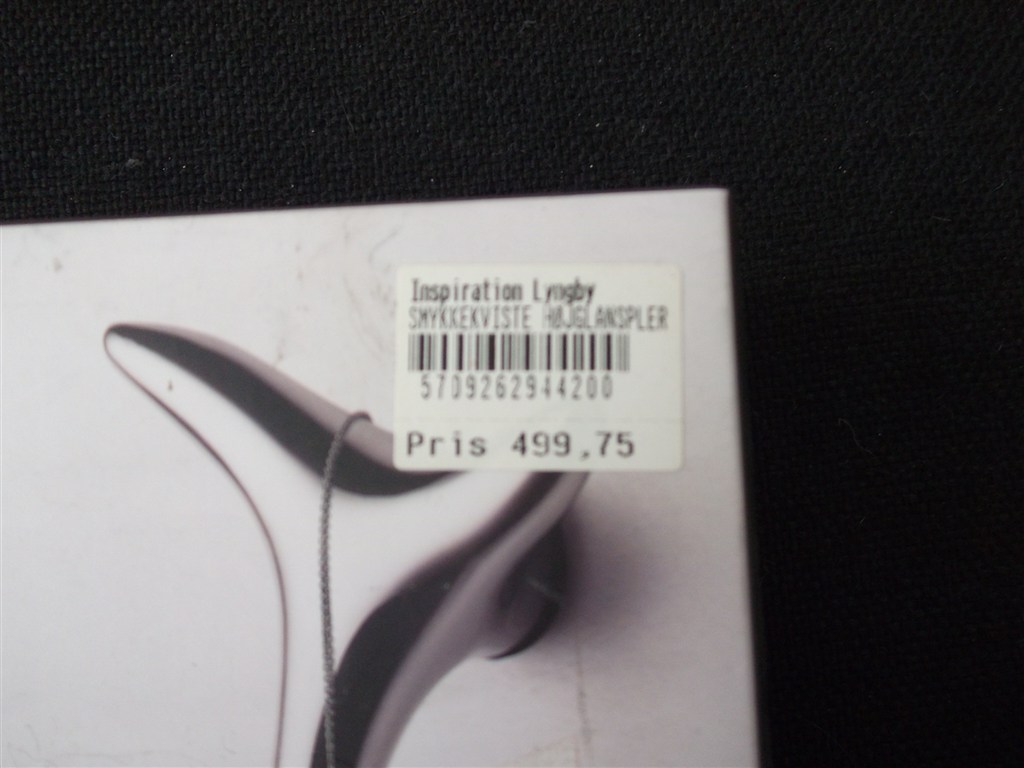 Inspiration Lyngby
SMYKKEKVISTE HØJGLANSPLER
5709262944200
Pris 499,75